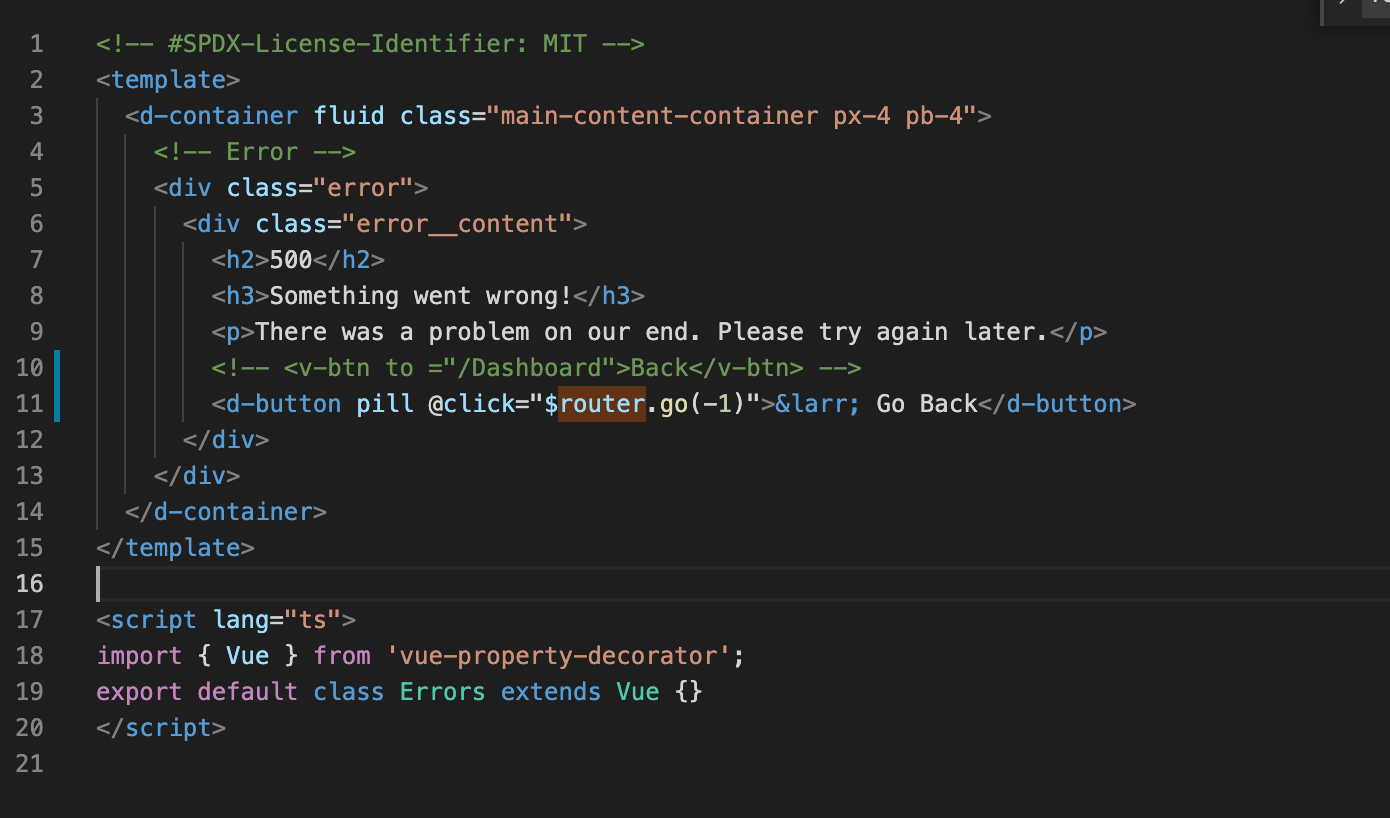 1 <!-- #SPDX-License-Identifier: MIT -->
2 <template>
3 <d-container fluid class="main-content-container px-4 pb-4">
4 <!-- Error -->
5 <div class="error">
6 <div class="error__content">
7 <h2>500</h2>
8 <h3>Something went wrong!</h3>
9 <p>There was a problem on our end. Please try again later.</p>
10 <!-- <v-btn to ="/Dashboard">Back</v-btn> -->
11 <d-button pill @click="$router.go(-1)">&larr; Go Back</d-button>
12 </div>
13 </div>
14 </d-container>
15 </template>
16
17 <script lang="ts">
18 import { Vue } from 'vue-property-decorator';
19 export default class Errors extends Vue {}
20 </script>
21